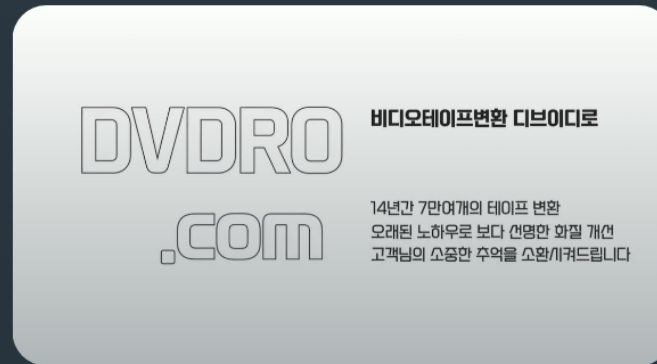 DVDRO
.com
비디오테이프변환 디브이디로
14년간 7만여개의 테이프 변환
오래된 노하우로 보다 선명한 화질 개선
고객님의 소중한 추억을 소환시켜드립니다